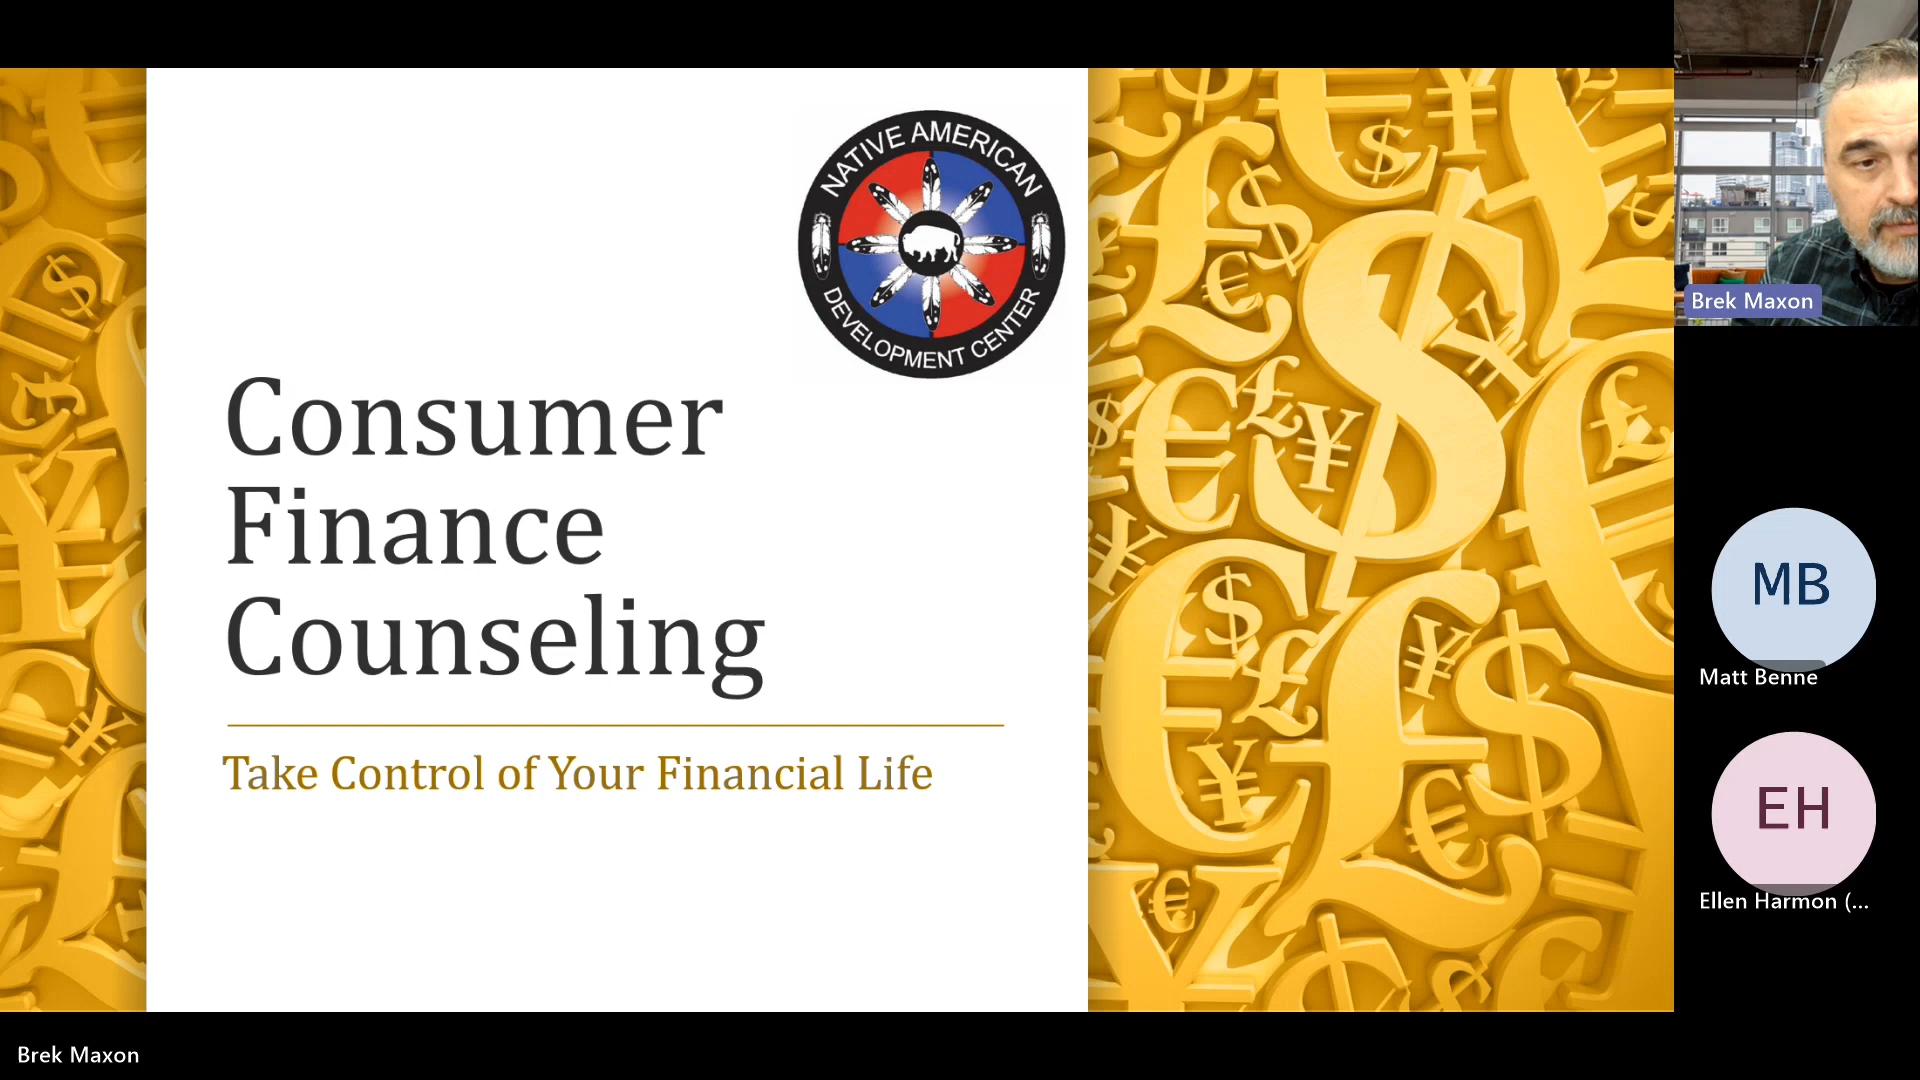 NATIVE AMERICAN
DEVELOPMENT CENTER
Consumer
Finance
Counseling
Take Control of Your Financial Life
Brek Maxon
MB
Matt Benne
EH
Ellen Harmon (...
Brek Maxon